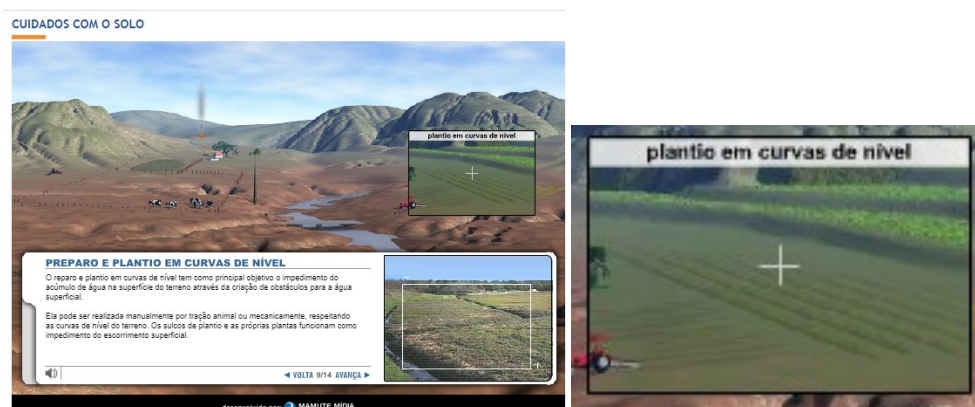 CUIDADOS COM O SOLO
plantio em curvas de nível
PREPARO E PLANTIO EM CURVAS DE NÍVEL
O reparo e plantio em curvas de nível tem como principal objetivo o impedimento do
acúmulo de água na superfície do terreno através da criação de obstáculos para a água
superficial.
Ela pode ser realizada manualmente por tração animal ou mecanicamente, respeitando
as curvas de nível do terreno. Os sulcos de plantio e as próprias plantas funcionam como
impedimento do escorrimento superficial.
◄ VOLTA 9/14 AVANÇA ►
desenvolvido por: MAMUTE MÍDIA
plantio em curvas de nível